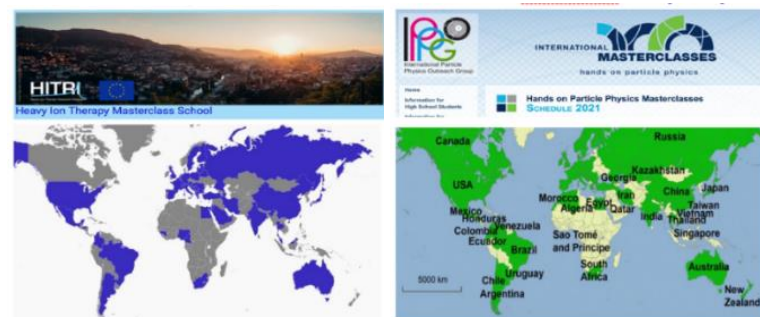 HITRI
Heavy Ion Therapy Masterclass School
IPPOG
International Particle
Physics Outreach Group
INTERNATIONAL
MASTERCLASSES
hands on particle physics
Home
Information for
High School Students
Hands on Particle Physics Masterclasses
SCHEDULE 2021
Canada
Russia
USA
Georgia
Kazakhstan
China
Japan
Morocco
Algeria
Egypt
Iran
Qatar
India
Taiwan
Vietnam
Thailand
Singapore
Mexico
Honduras
Colombia
Venezuela
Ecuador
Brazil
Sao Tomé
and Principe
South
Africa
Uruguay
Chile
Argentina
Australia
New
Zealand
5000 km